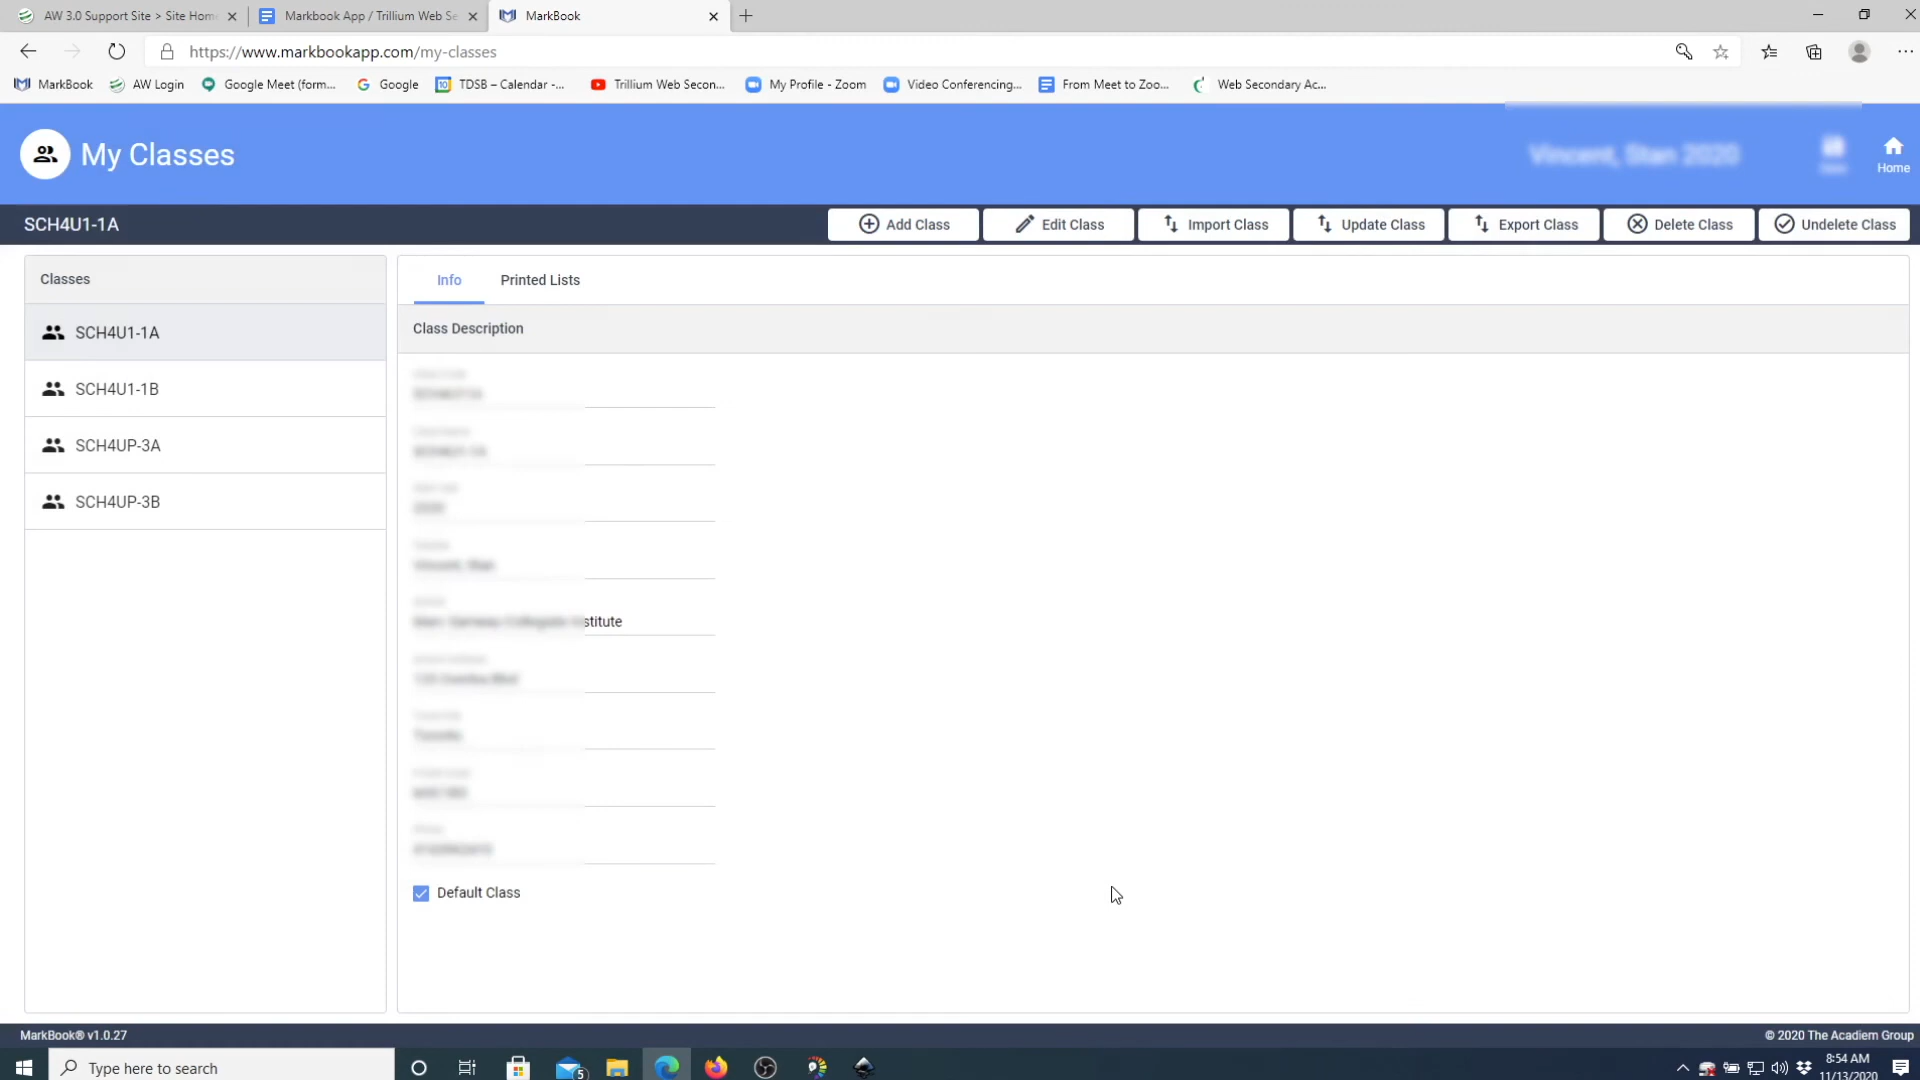 AW 3.0 Support Site > Site Hom
Markbook App / Trillium Web Se
MarkBook
https://www.markbookapp.com/my-classes
MarkBook
AW Login
Google Meet (form...
Google
TDSB – Calendar -...
Trillium Web Secon...
My Profile - Zoom
Video Conferencing...
From Meet to Zoo...
Web Secondary Ac...
My Classes
Vincent, Stan 2020
Home
SCH4U1-1A
Add Class
Edit Class
Import Class
Update Class
Export Class
Delete Class
Undelete Class
Classes
SCH4U1-1A
SCH4U1-1B
SCH4UP-3A
SCH4UP-3B
Info
Printed Lists
Class Description
stitute
Default Class
MarkBook® v1.0.27
© 2020 The Acadiem Group
Type here to search
5
8:54 AM
11/13/2020